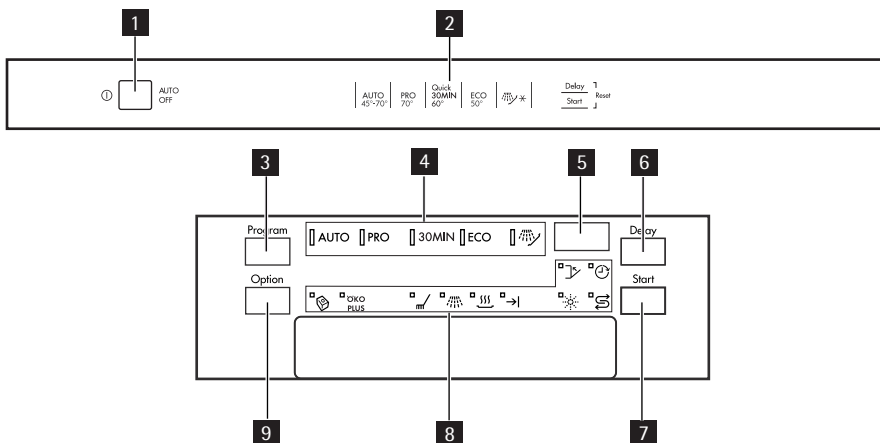 1 2
AUTO OFF
AUTO 45°-70° PRO 70° Quick 30MIN 60° ECO 50°
Delay Start Reset
3 4 5 6
Program AUTO PRO 30MIN ECO Delay
Option ÖKO PLUS Start
9 8 7